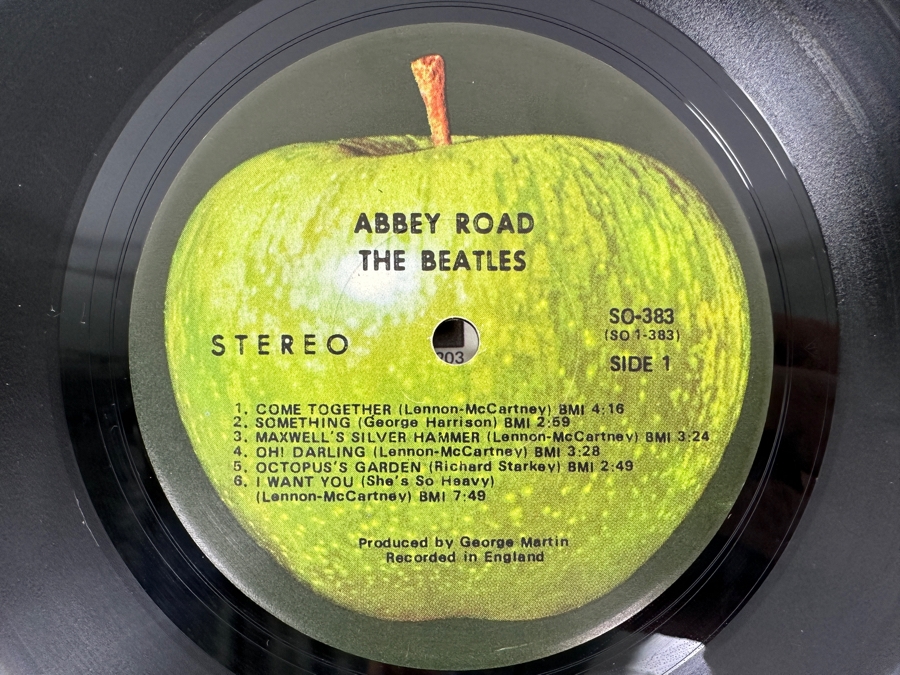 ABBEY ROAD
THE BEATLES
STEREO
SO-383
(SO 1-383)
SIDE 1
203
1. COME TOGETHER (Lennon-McCartney) BMI 4:16
2. SOMETHING (George Harrison) BMI 2:59
3. MAXWELL'S SILVER HAMMER (Lennon-McCartney) BMI 3:24
4. OH! DARLING (Lennon-McCartney) BMI 3:28
5. OCTOPUS'S GARDEN (Richard Starkey) BMI 2:49
6. I WANT YOU (She's So Heavy)
(Lennon-McCartney) BMI 7:49
Produced by George Martin
Recorded in England